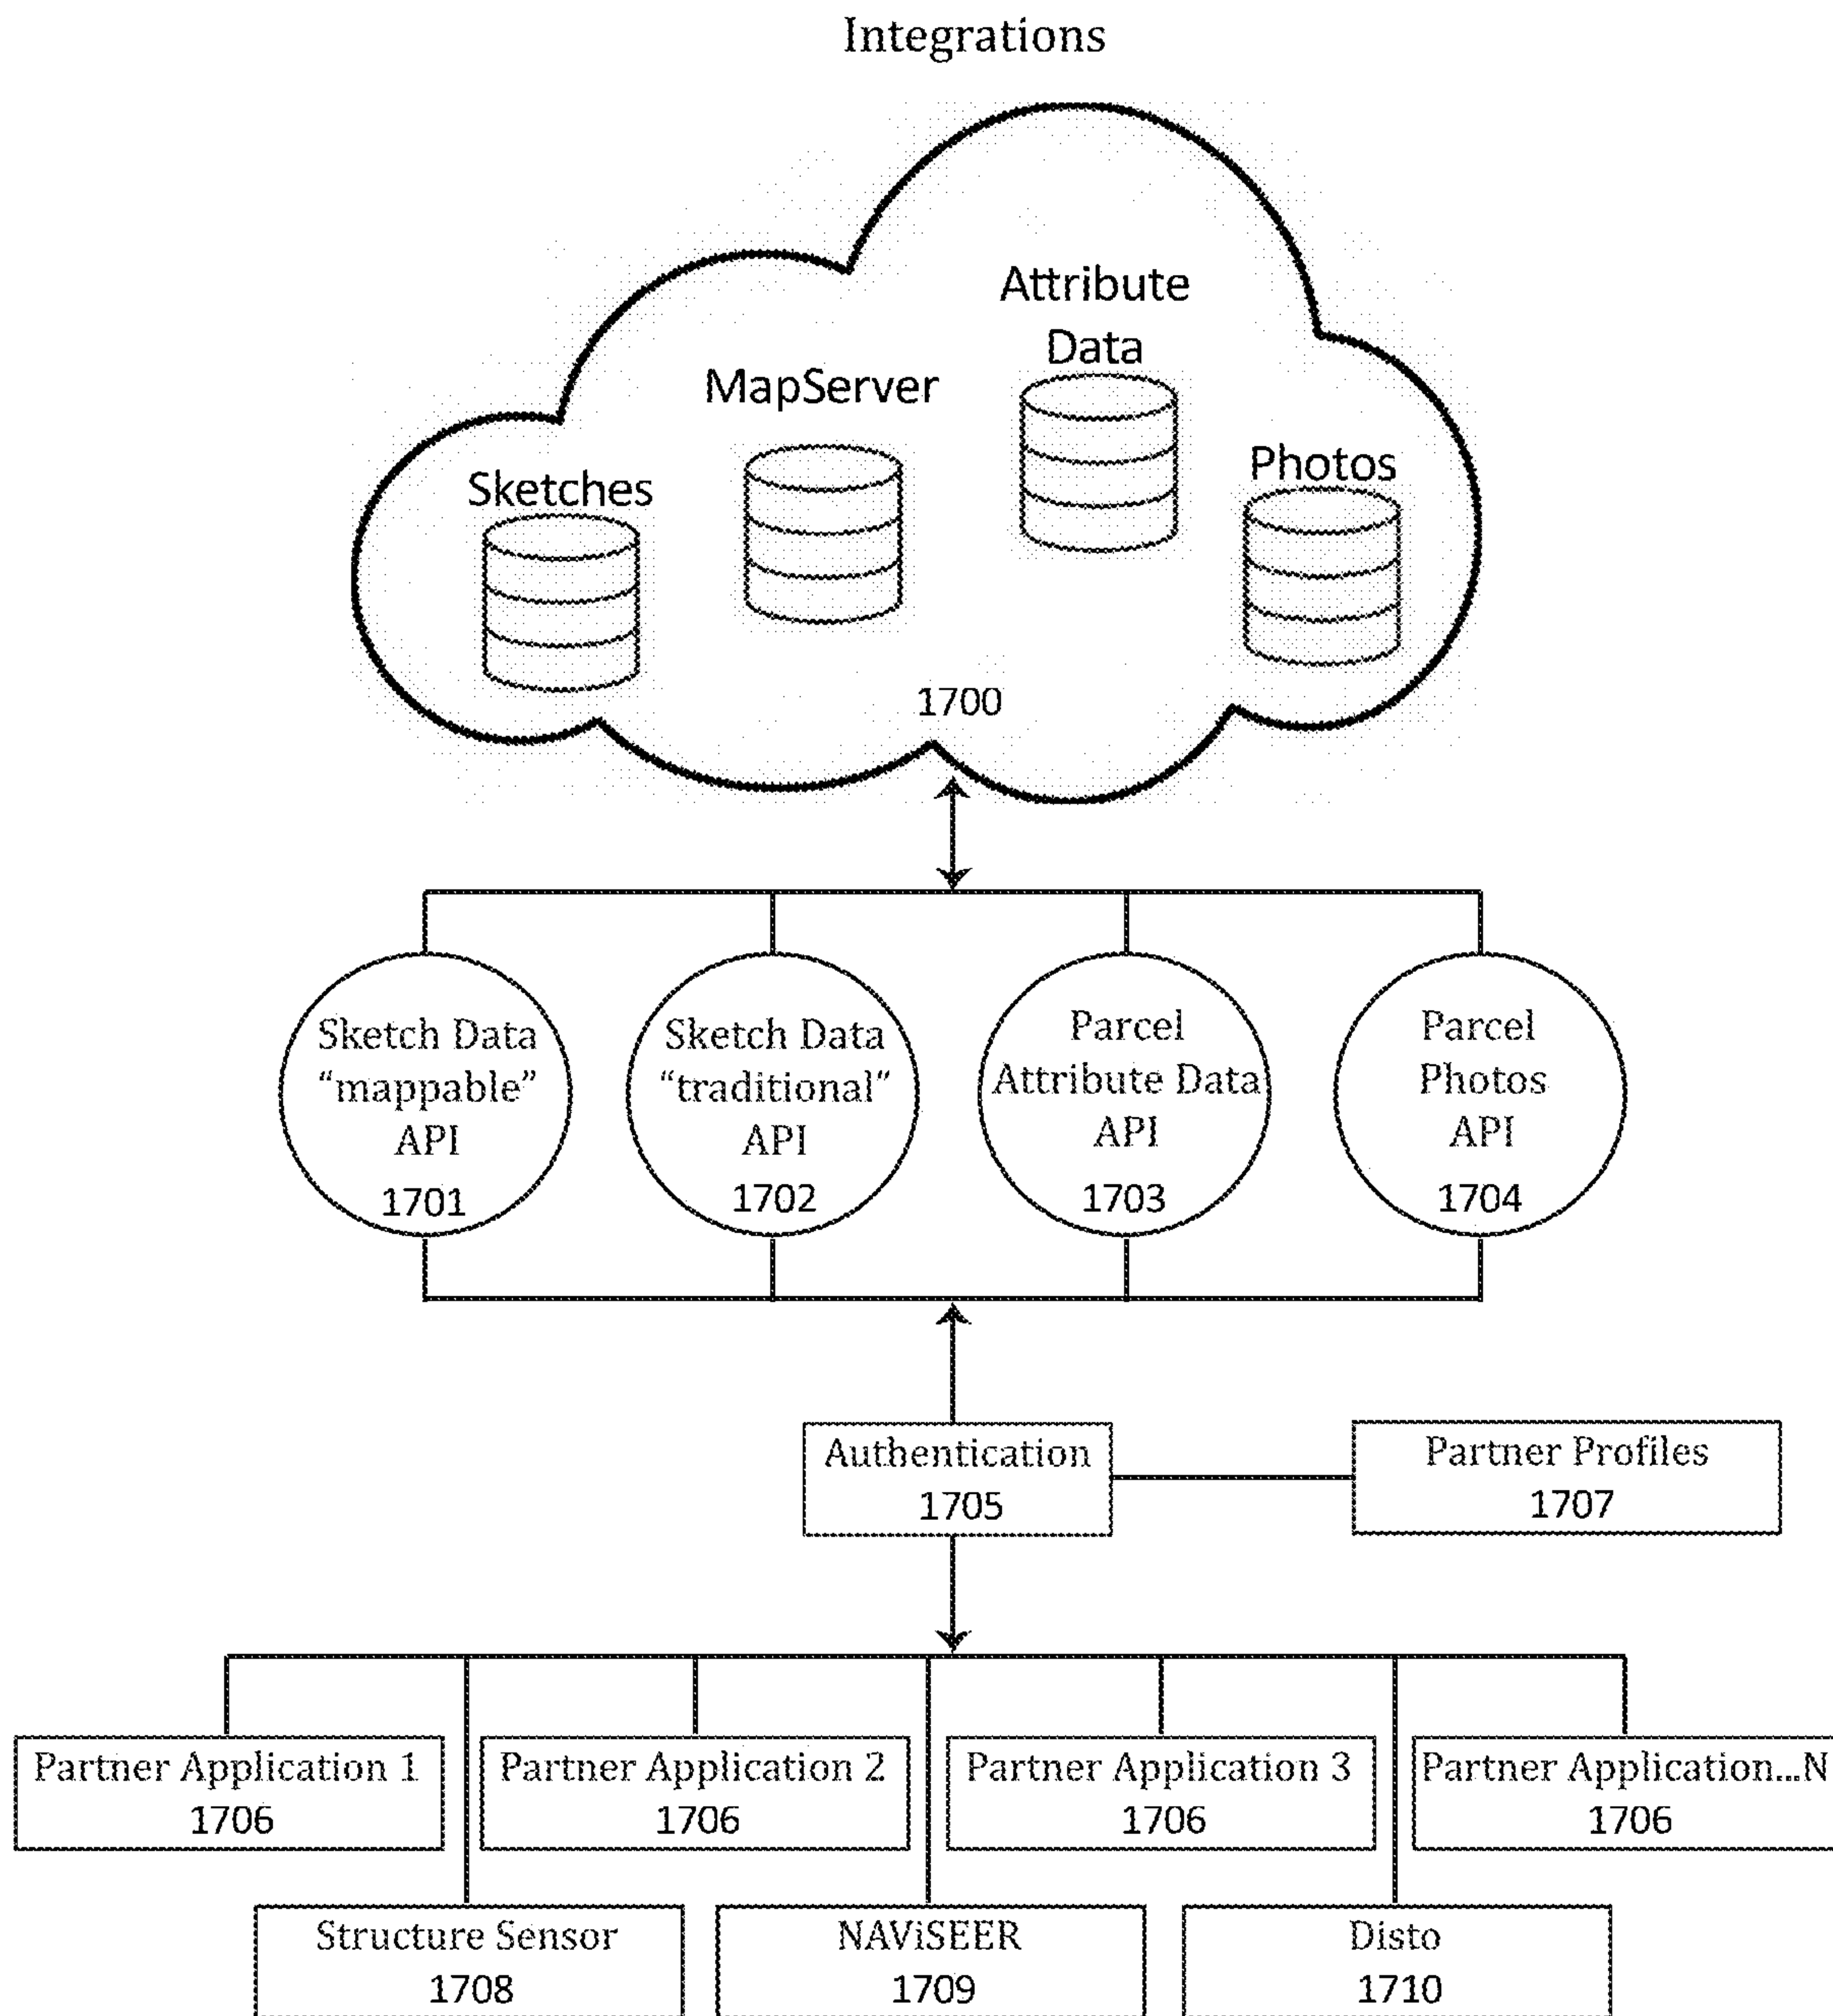 Integrations
Attribute
Data
MapServer
Photos
Sketches
1700
Sketch Data
“mappable”
API
1701
Sketch Data
“traditional”
API
1702
Parcel
Attribute Data
API
1703
Parcel
Photos
API
1704
Authentication
1705
Partner Profiles
1707
Partner Application 1
1706
Partner Application 2
1706
Partner Application 3
1706
Partner Application...N
1706
Structure Sensor
1708
NAViSEER
1709
Disto
1710